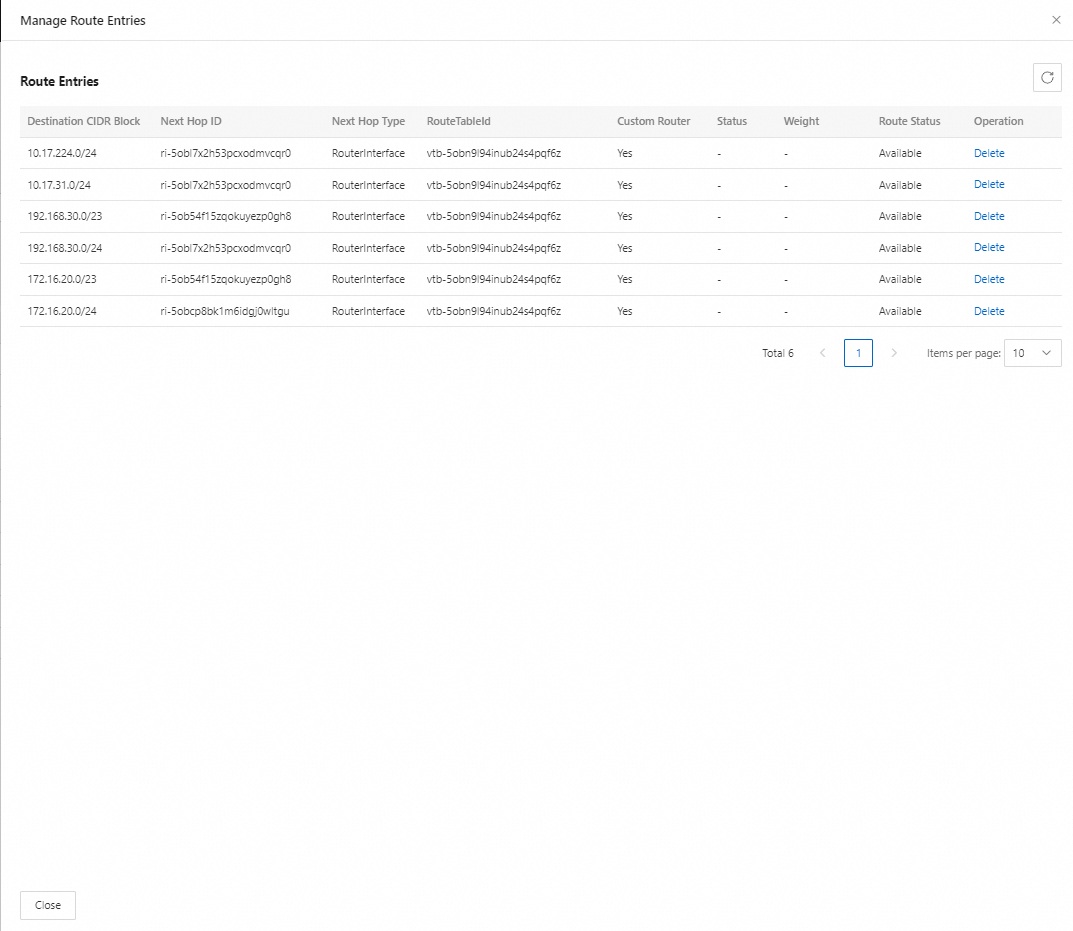 Manage Route Entries
Route Entries
Destination CIDR Block Next Hop ID Next Hop Type RouteTableId Custom Router Status Weight Route Status Operation
10.17.224.0/24 ri-5obl7x2h53pcxodmvcqr0 RouterInterface vtb-5obn9l94inub24s4pqf6z Yes - - Available Delete
10.17.31.0/24 ri-5obl7x2h53pcxodmvcqr0 RouterInterface vtb-5obn9l94inub24s4pqf6z Yes - - Available Delete
192.168.30.0/23 ri-5ob54f15zqokuyezp0gh8 RouterInterface vtb-5obn9l94inub24s4pqf6z Yes - - Available Delete
192.168.30.0/24 ri-5obl7x2h53pcxodmvcqr0 RouterInterface vtb-5obn9l94inub24s4pqf6z Yes - - Available Delete
172.16.20.0/23 ri-5ob54f15zqokuyezp0gh8 RouterInterface vtb-5obn9l94inub24s4pqf6z Yes - - Available Delete
172.16.20.0/24 ri-5obcp8bk1m6idgj0wltgu RouterInterface vtb-5obn9l94inub24s4pqf6z Yes - - Available Delete
Total 6 1 Items per page: 10
Close